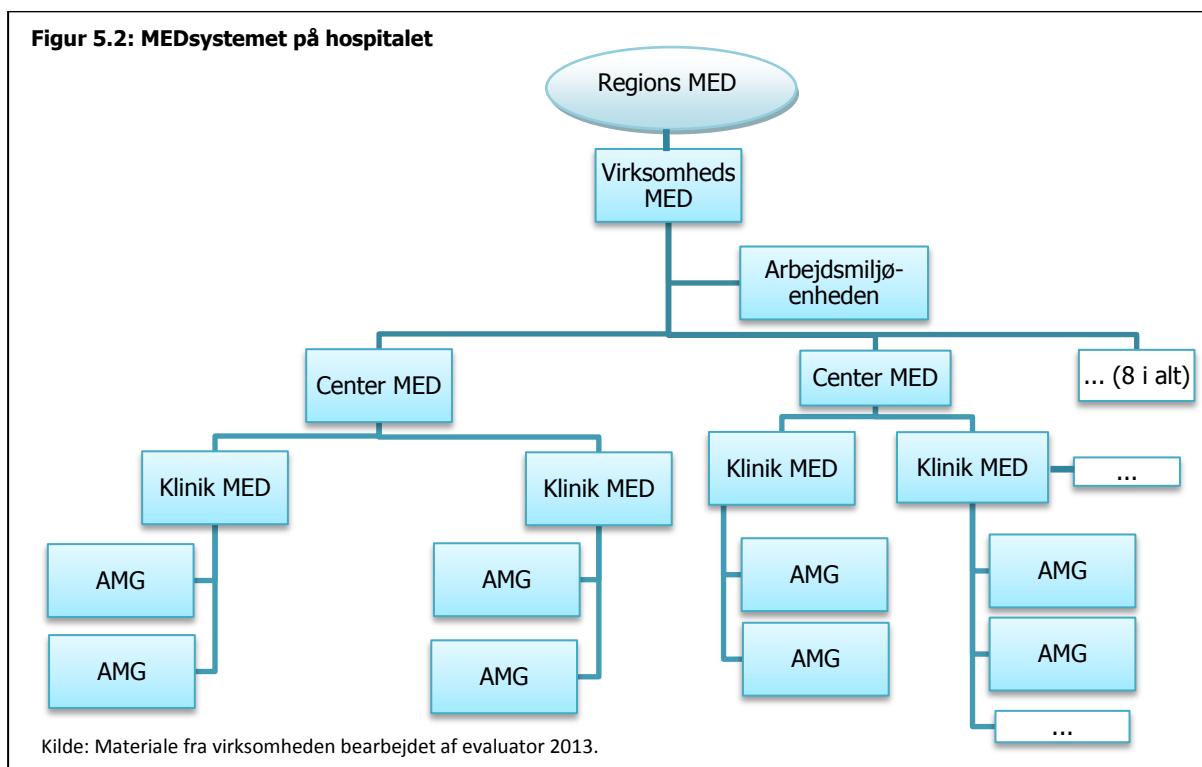 Figur 5.2: MEDsystemet på hospitalet
Regions MED
Virksomheds
MED
Arbejdsmiljø-
enheden
Center MED
Center MED
... (8 i alt)
Klinik MED
Klinik MED
Klinik MED
Klinik MED
...
AMG
AMG
AMG
AMG
AMG
AMG
AMG
AMG
...
Kilde: Materiale fra virksomheden bearbejdet af evaluator 2013.